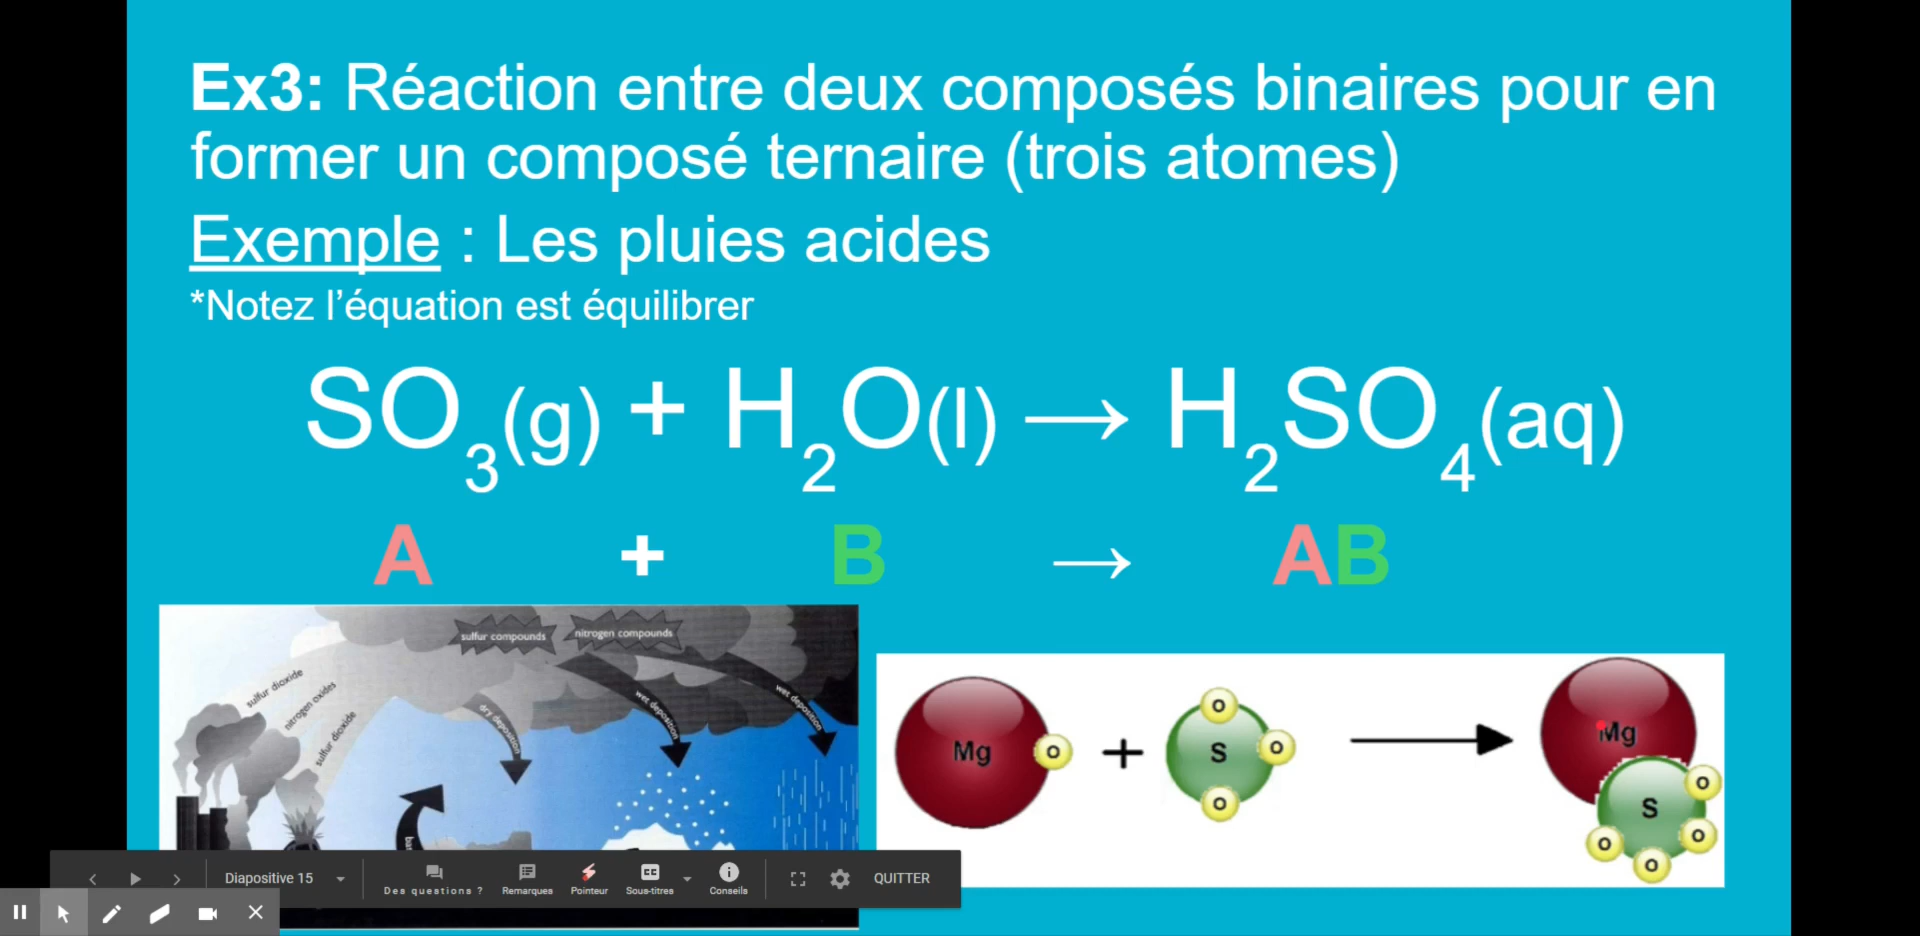 Ex3: Réaction entre deux composés binaires pour en
former un composé ternaire (trois atomes)
Exemple : Les pluies acides
*Notez l’équation est équilibrer
SO3(g) + H2O(l) → H2SO4(aq)
A + B → AB
sulfur compounds
nitrogen compounds
sulfur dioxide
nitrogen oxides
sulfur dioxide
dry deposition
wet deposition
wet deposition
Mg O + S O O O → Mg S O O O O
Diapositive 15
Des questions ?
Remarques
Pointeur
Sous-titres
Conseils
QUITTER